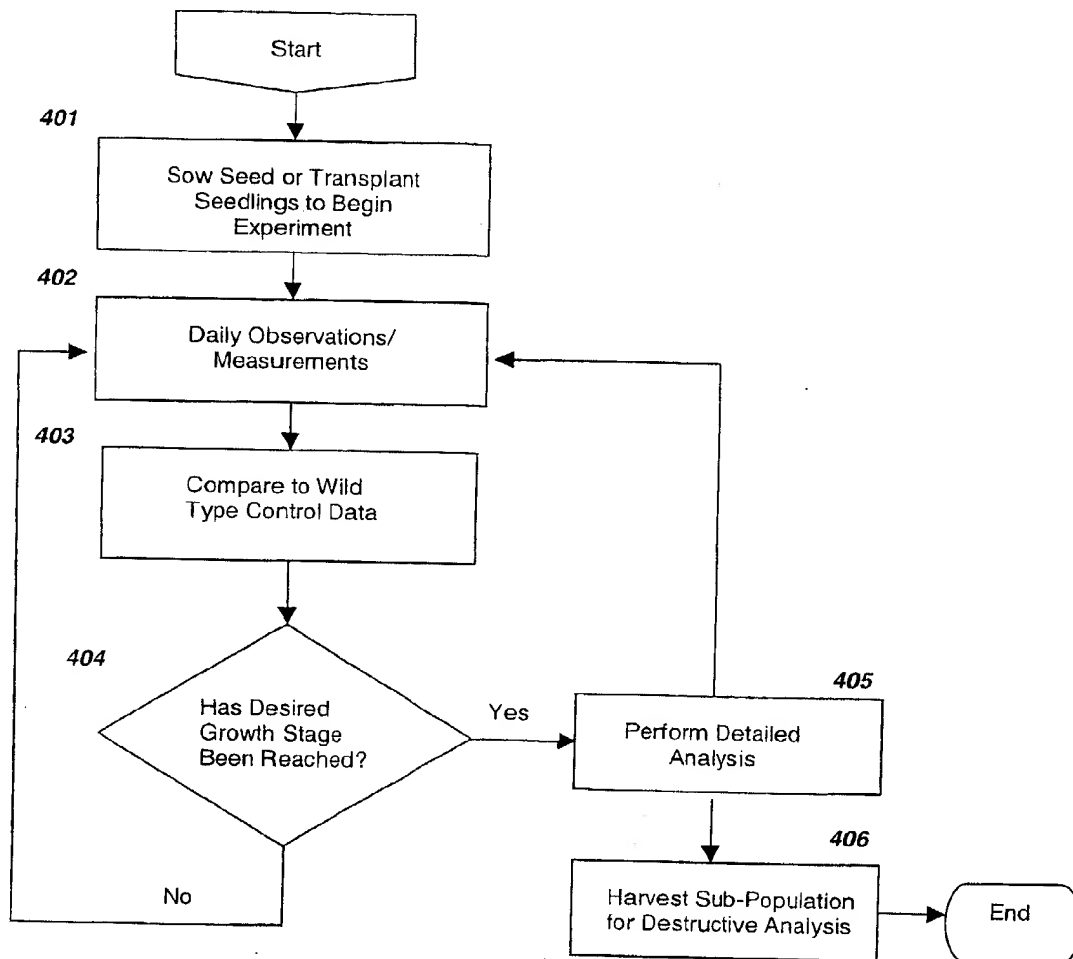 Start
401
Sow Seed or Transplant
Seedlings to Begin
Experiment
402
Daily Observations/
Measurements
403
Compare to Wild
Type Control Data
404
Has Desired
Growth Stage
Been Reached?
Yes
No
405
Perform Detailed
Analysis
406
Harvest Sub-Population
for Destructive Analysis
End